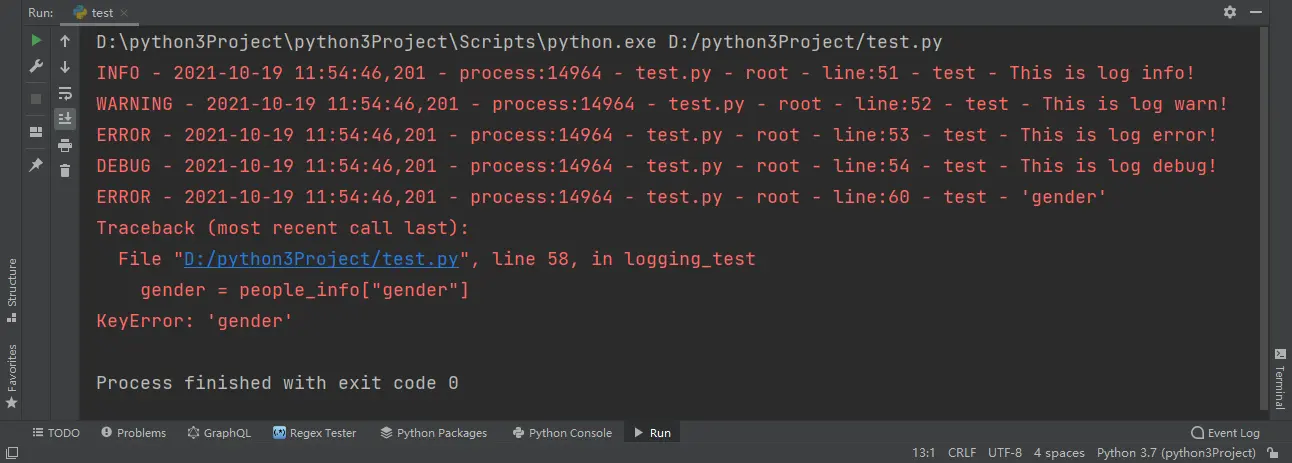 Run:
test
D:\python3Project\python3Project\Scripts\python.exe D:/python3Project/test.py
INFO - 2021-10-19 11:54:46,201 - process:14964 - test.py - root - line:51 - test - This is log info!
WARNING - 2021-10-19 11:54:46,201 - process:14964 - test.py - root - line:52 - test - This is log warn!
ERROR - 2021-10-19 11:54:46,201 - process:14964 - test.py - root - line:53 - test - This is log error!
DEBUG - 2021-10-19 11:54:46,201 - process:14964 - test.py - root - line:54 - test - This is log debug!
ERROR - 2021-10-19 11:54:46,201 - process:14964 - test.py - root - line:60 - test - 'gender'
Traceback (most recent call last):
  File "D:/python3Project/test.py", line 58, in logging_test
    gender = people_info["gender"]
KeyError: 'gender'
Process finished with exit code 0
Structure
Favorites
Terminal
TODO Problems GraphQL Regex Tester Python Packages Python Console Run Event Log
13:1 CRLF UTF-8 4 spaces Python 3.7 (python3Project)